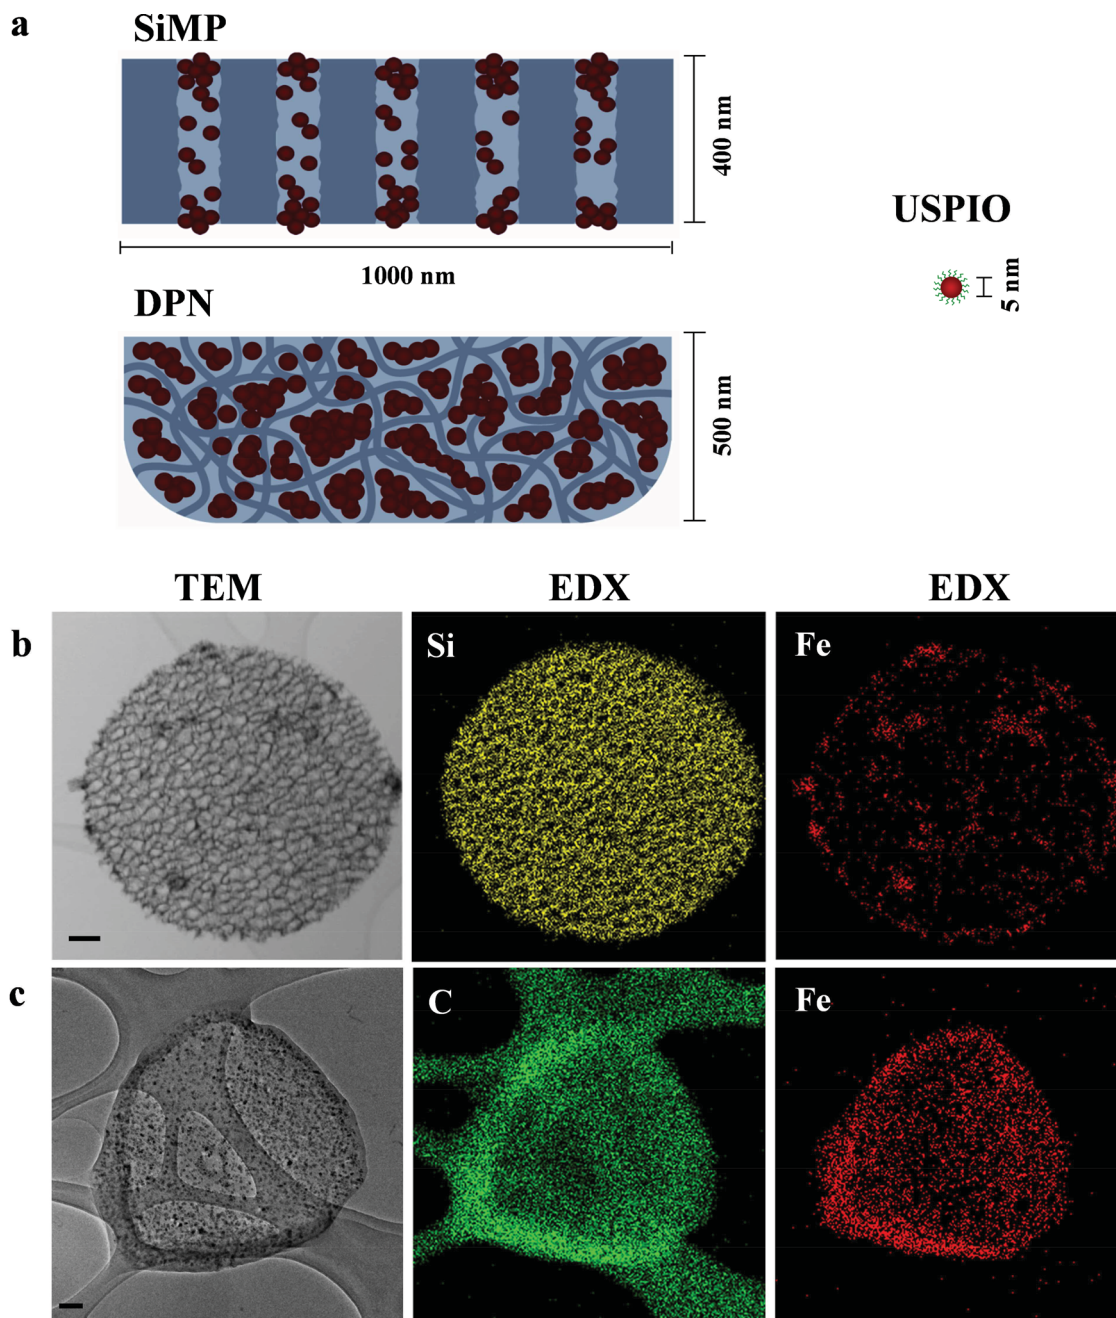 a
SiMP
400 nm
1000 nm
USPIO
5 nm
DPN
500 nm
TEM EDX EDX
b Si Fe
c C Fe